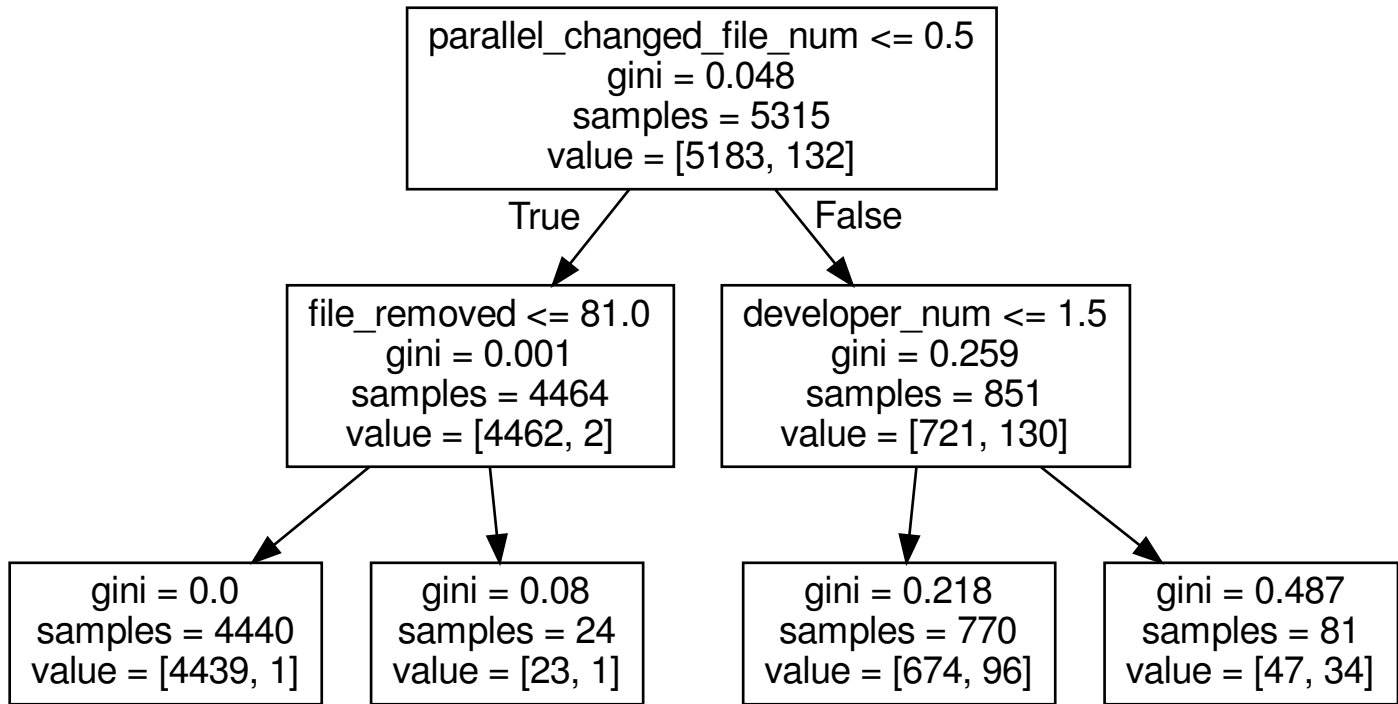 parallel_changed_file_num <= 0.5
gini = 0.048
samples = 5315
value = [5183, 132]
True
False
file_removed <= 81.0
gini = 0.001
samples = 4464
value = [4462, 2]
developer_num <= 1.5
gini = 0.259
samples = 851
value = [721, 130]
gini = 0.0
samples = 4440
value = [4439, 1]
gini = 0.08
samples = 24
value = [23, 1]
gini = 0.218
samples = 770
value = [674, 96]
gini = 0.487
samples = 81
value = [47, 34]